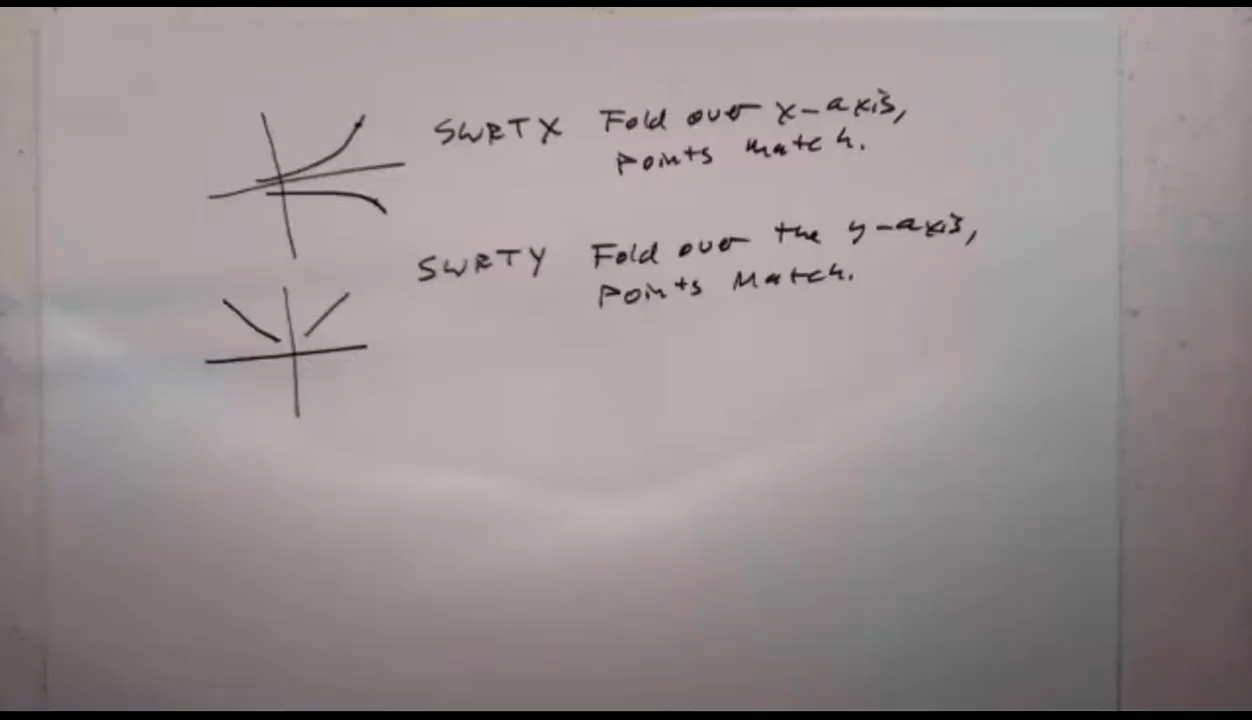 SWRTX Fold over x-axis,
Points match.
SWRTY Fold over the y-axis,
Points Match.